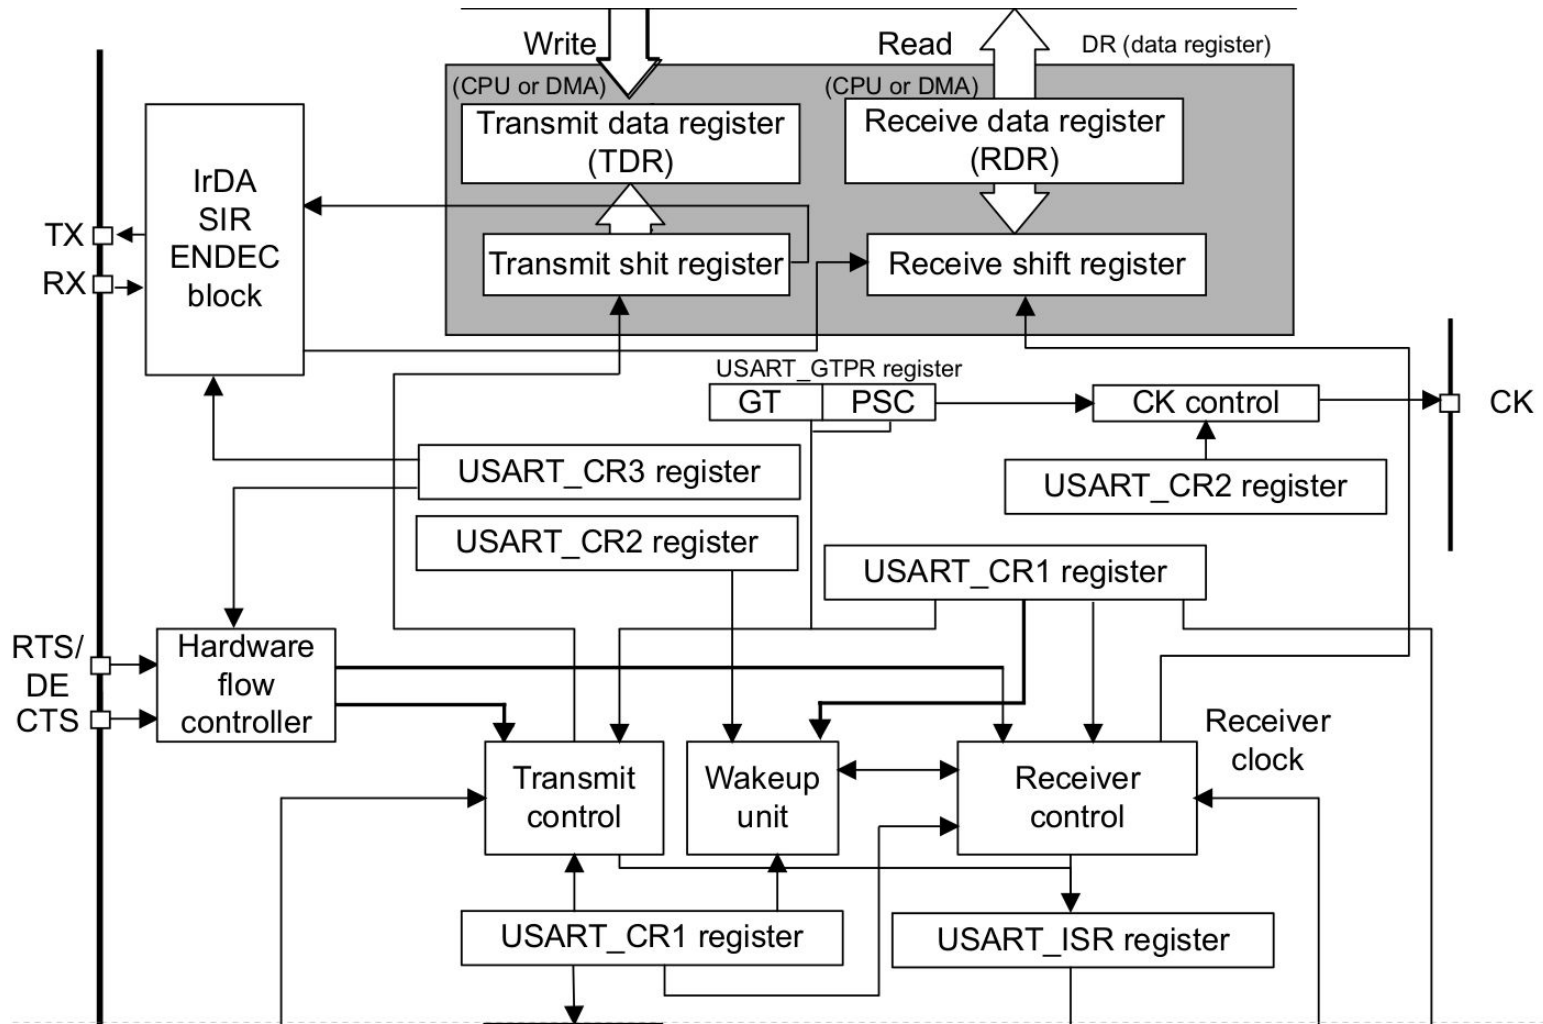 Write
Read
DR (data register)
(CPU or DMA)
(CPU or DMA)
Transmit data register
(TDR)
Receive data register
(RDR)
IrDA
SIR
ENDEC
block
TX
RX
Transmit shit register
Receive shift register
USART_GTPR register
GT
PSC
CK control
CK
USART_CR3 register
USART_CR2 register
USART_CR2 register
USART_CR1 register
RTS/
DE
CTS
Hardware
flow
controller
Receiver
clock
Transmit
control
Wakeup
unit
Receiver
control
USART_CR1 register
USART_ISR register